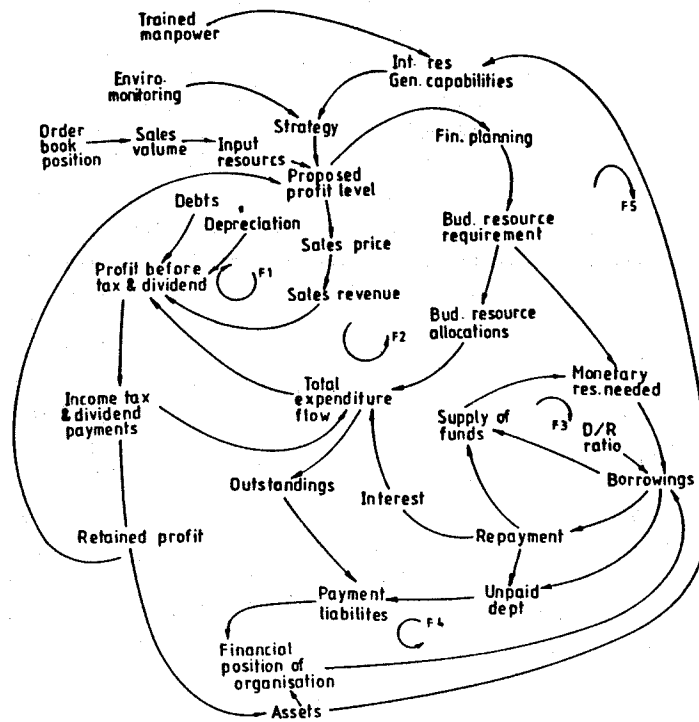 Trained
manpower
Int. res
Gen. capabilities
Enviro-
monitoring
Strategy
Fin. planning
Order
book
position
Sales
volume
Input
resourcs
Proposed
profit level
F5
Debts
Depreciation
Bud. resource
requirement
Sales price
Profit before
tax & dividend
F1
Sales revenue
Bud. resource
allocations
F2
Total
expenditure
flow
Monetary
res. needed
Income tax
& dividend
payments
Supply of
funds
F3
D/R
ratio
Outstandings
Interest
Borrowings
Retained profit
Repayment
Payment
liabilites
Unpaid
dept
F4
Financial
position of
organisation
Assets